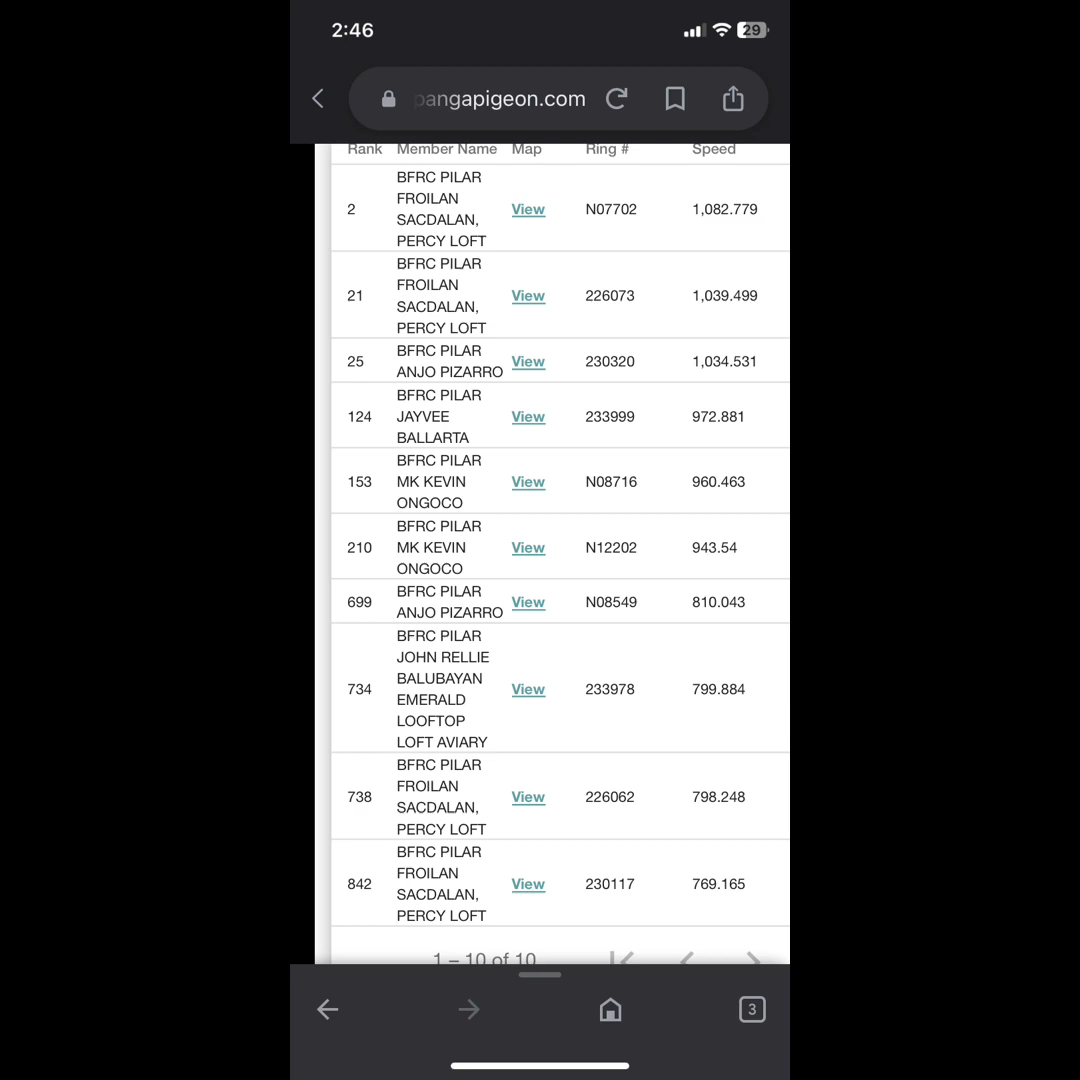 2:46
29
pangapigeon.com
Rank Member Name Map Ring # Speed
BFRC PILAR
FROILAN
2 View N07702 1,082.779
SACDALAN,
PERCY LOFT
BFRC PILAR
FROILAN
21 View 226073 1,039.499
SACDALAN,
PERCY LOFT
BFRC PILAR
25 View 230320 1,034.531
ANJO PIZARRO
BFRC PILAR
124 JAYVEE View 233999 972.881
BALLARTA
BFRC PILAR
153 MK KEVIN View N08716 960.463
ONGOCO
BFRC PILAR
210 MK KEVIN View N12202 943.54
ONGOCO
BFRC PILAR
699 View N08549 810.043
ANJO PIZARRO
BFRC PILAR
JOHN RELLIE
BALUBAYAN
734 View 233978 799.884
EMERALD
LOOFTOP
LOFT AVIARY
BFRC PILAR
FROILAN
738 View 226062 798.248
SACDALAN,
PERCY LOFT
BFRC PILAR
FROILAN
842 View 230117 769.165
SACDALAN,
PERCY LOFT
1 – 10 of 10
3